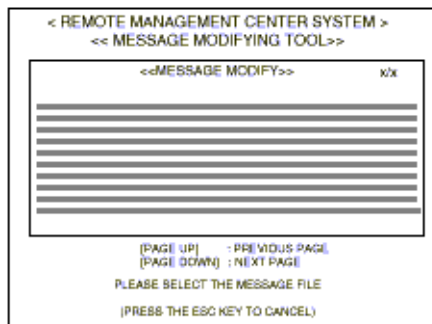 < REMOTE MANAGEMENT CENTER SYSTEM >
<< MESSAGE MODIFYING TOOL>>
<<MESSAGE MODIFY>> x/x
[PAGE UP] : PREVIOUS PAGE
[PAGE DOWN] : NEXT PAGE
PLEASE SELECT THE MESSAGE FILE
(PRESS THE ESC KEY TO CANCEL)